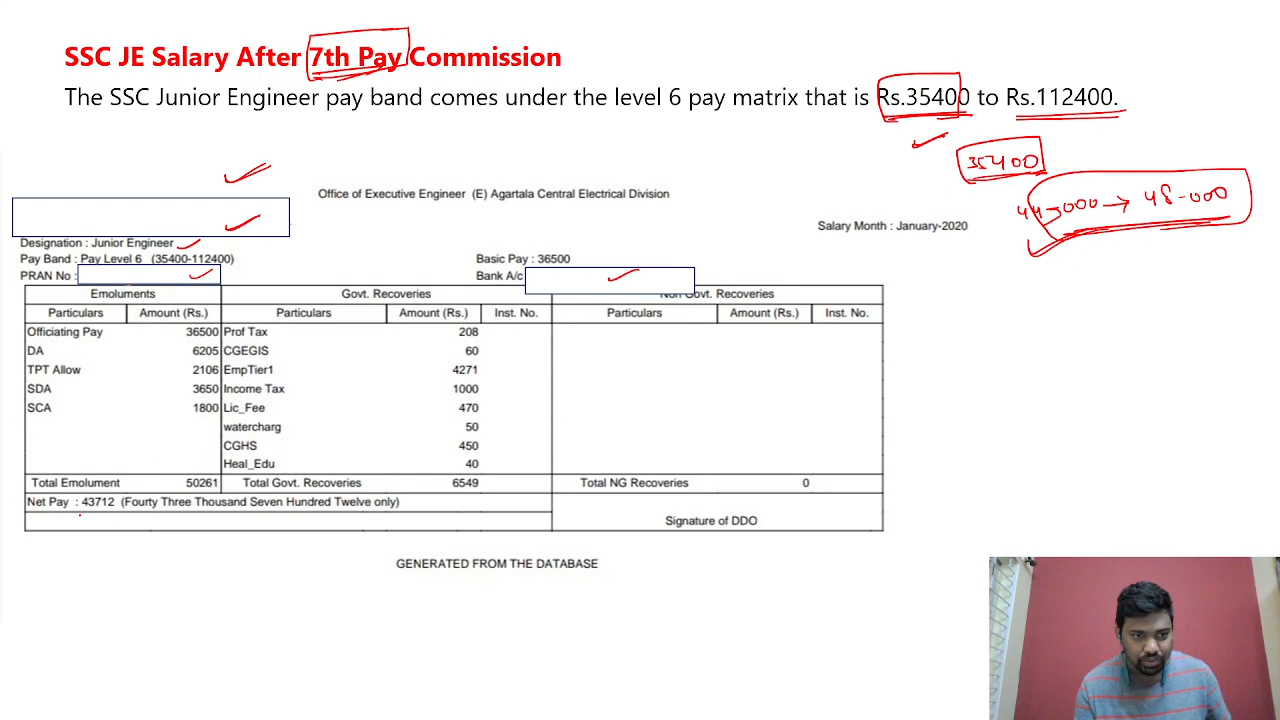 SSC JE Salary After 7th Pay Commission
The SSC Junior Engineer pay band comes under the level 6 pay matrix that is Rs.35400 to Rs.112400.
35400
44000 → 48-000
Office of Executive Engineer (E) Agartala Central Electrical Division
Salary Month : January-2020
Designation : Junior Engineer
Pay Band : Pay Level 6 (35400-112400) Basic Pay : 36500
PRAN No : Bank A/c
Emoluments Govt. Recoveries Non Govt. Recoveries
Particulars Amount (Rs.) Particulars Amount (Rs.) Inst. No. Particulars Amount (Rs.) Inst. No.
Officiating Pay 36500 Prof Tax 208
DA 6205 CGEGIS 60
TPT Allow 2106 EmpTier1 4271
SDA 3650 Income Tax 1000
SCA 1800 Lic_Fee 470
watercharg 50
CGHS 450
Heal_Edu 40
Total Emolument 50261 Total Govt. Recoveries 6549 Total NG Recoveries 0
Net Pay : 43712 (Fourty Three Thousand Seven Hundred Twelve only)
Signature of DDO
GENERATED FROM THE DATABASE